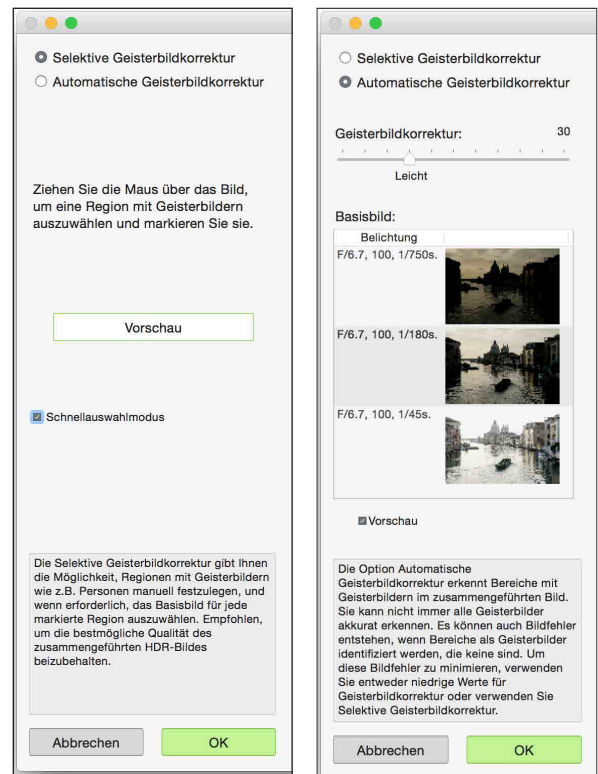 Selektive Geisterbildkorrektur
Automatische Geisterbildkorrektur
Ziehen Sie die Maus über das Bild,
um eine Region mit Geisterbildern
auszuwählen und markieren Sie sie.
Vorschau
Schnellauswahlmodus
Die Selektive Geisterbildkorrektur gibt Ihnen
die Möglichkeit, Regionen mit Geisterbildern
wie z.B. Personen manuell festzulegen, und
wenn erforderlich, das Basisbild für jede
markierte Region auszuwählen. Empfohlen,
um die bestmögliche Qualität des
zusammengeführten HDR-Bildes
beizubehalten.
Abbrechen
OK
Selektive Geisterbildkorrektur
Automatische Geisterbildkorrektur
Geisterbildkorrektur: 30
Leicht
Basisbild:
Belichtung
F/6.7, 100, 1/750s.
F/6.7, 100, 1/180s.
F/6.7, 100, 1/45s.
Vorschau
Die Option Automatische
Geisterbildkorrektur erkennt Bereiche mit
Geisterbildern im zusammengeführten Bild.
Sie kann nicht immer alle Geisterbilder
akkurat erkennen. Es können auch Bildfehler
entstehen, wenn Bereiche als Geisterbilder
identifiziert werden, die keine sind. Um
diese Bildfehler zu minimieren, verwenden
Sie entweder niedrige Werte für
Geisterbildkorrektur oder verwenden Sie
Selektive Geisterbildkorrektur.
Abbrechen
OK